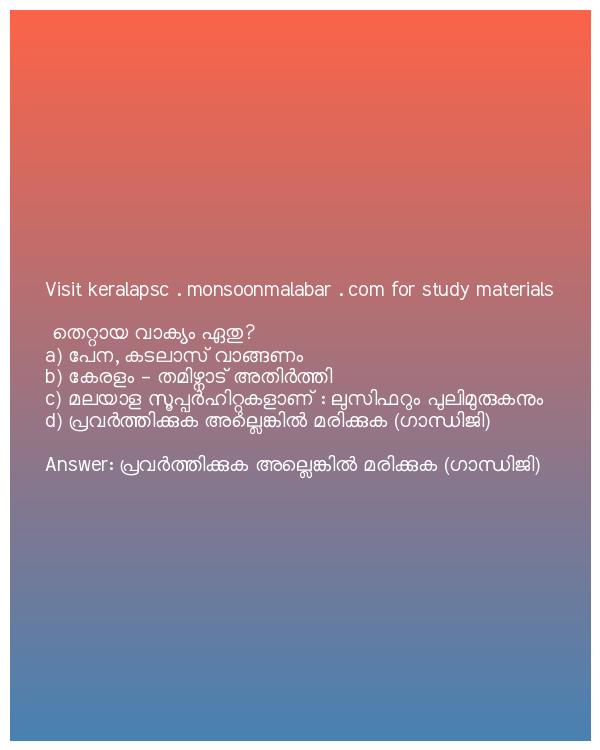 Visit keralapsc . monsoonmalabar . com for study materials
തെറ്റായ വാക്യം ഏതു?
a) പേന, കടലാസ് വാങ്ങണം
b) കേരളം – തമിഴ്നാട് അതിർത്തി
c) മലയാള സൂപ്പർഹിറ്റുകളാണ് : ലുസിഫറും പുലിമുരുകനും
d) പ്രവർത്തിക്കുക അല്ലെങ്കിൽ മരിക്കുക (ഗാന്ധിജി)
Answer: പ്രവർത്തിക്കുക അല്ലെങ്കിൽ മരിക്കുക (ഗാന്ധിജി)